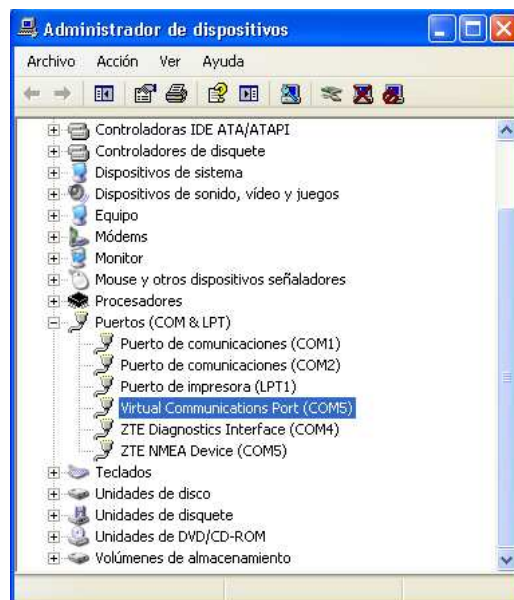 Administrador de dispositivos
Archivo Acción Ver Ayuda
Controladoras IDE ATA/ATAPI
Controladores de disquete
Dispositivos de sistema
Dispositivos de sonido, vídeo y juegos
Equipo
Módems
Monitor
Mouse y otros dispositivos señaladores
Procesadores
Puertos (COM & LPT)
Puerto de comunicaciones (COM1)
Puerto de comunicaciones (COM2)
Puerto de impresora (LPT1)
Virtual Communications Port (COM5)
ZTE Diagnostics Interface (COM4)
ZTE NMEA Device (COM5)
Teclados
Unidades de disco
Unidades de disquete
Unidades de DVD/CD-ROM
Volúmenes de almacenamiento